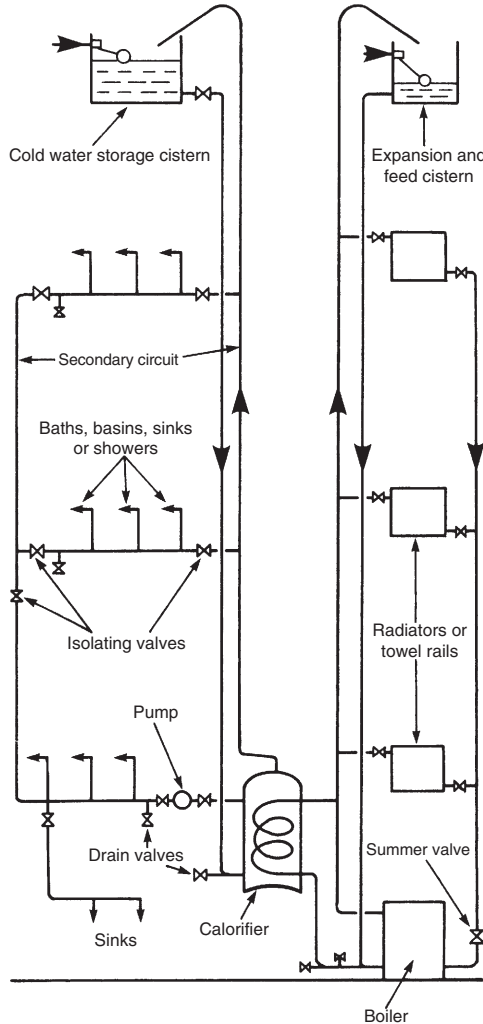 Cold water storage cistern
Expansion and
feed cistern
Secondary circuit
Baths, basins, sinks
or showers
Isolating valves
Radiators or
towel rails
Pump
Drain valves
Summer valve
Calorifier
Sinks
Boiler